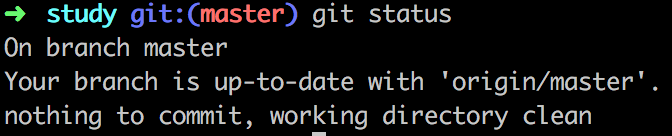 ➜ study git:(master) git status
On branch master
Your branch is up-to-date with 'origin/master'.
nothing to commit, working directory clean